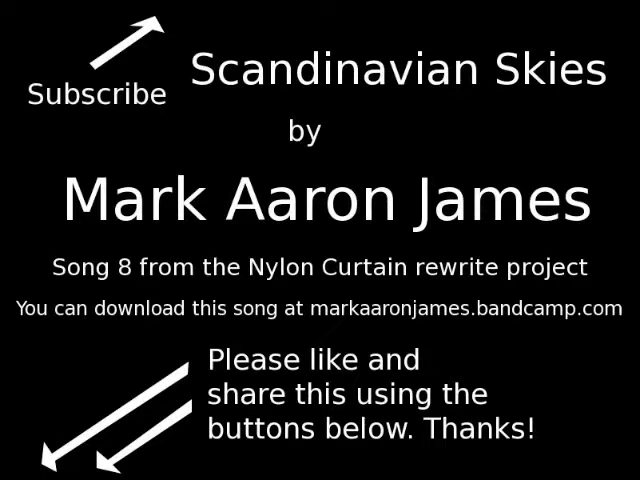 Scandinavian Skies
Subscribe
by
Mark Aaron James
Song 8 from the Nylon Curtain rewrite project
You can download this song at markaaronjames.bandcamp.com
Please like and
share this using the
buttons below. Thanks!